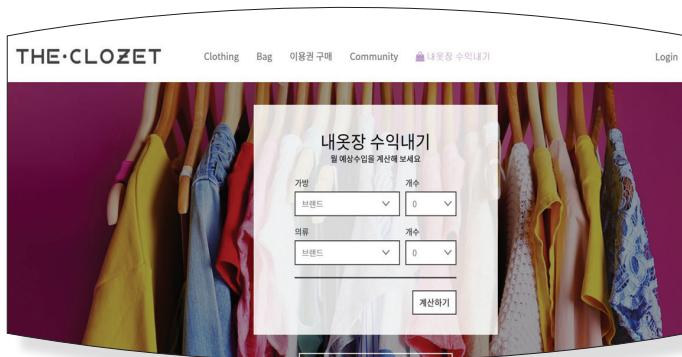 THE·CLOZET
Clothing Bag 이용권 구매 Community 내옷장 수익내기 Login
내옷장 수익내기
월 예상수입을 계산해 보세요
가방 개수
브랜드 0
의류 개수
브랜드 0
계산하기